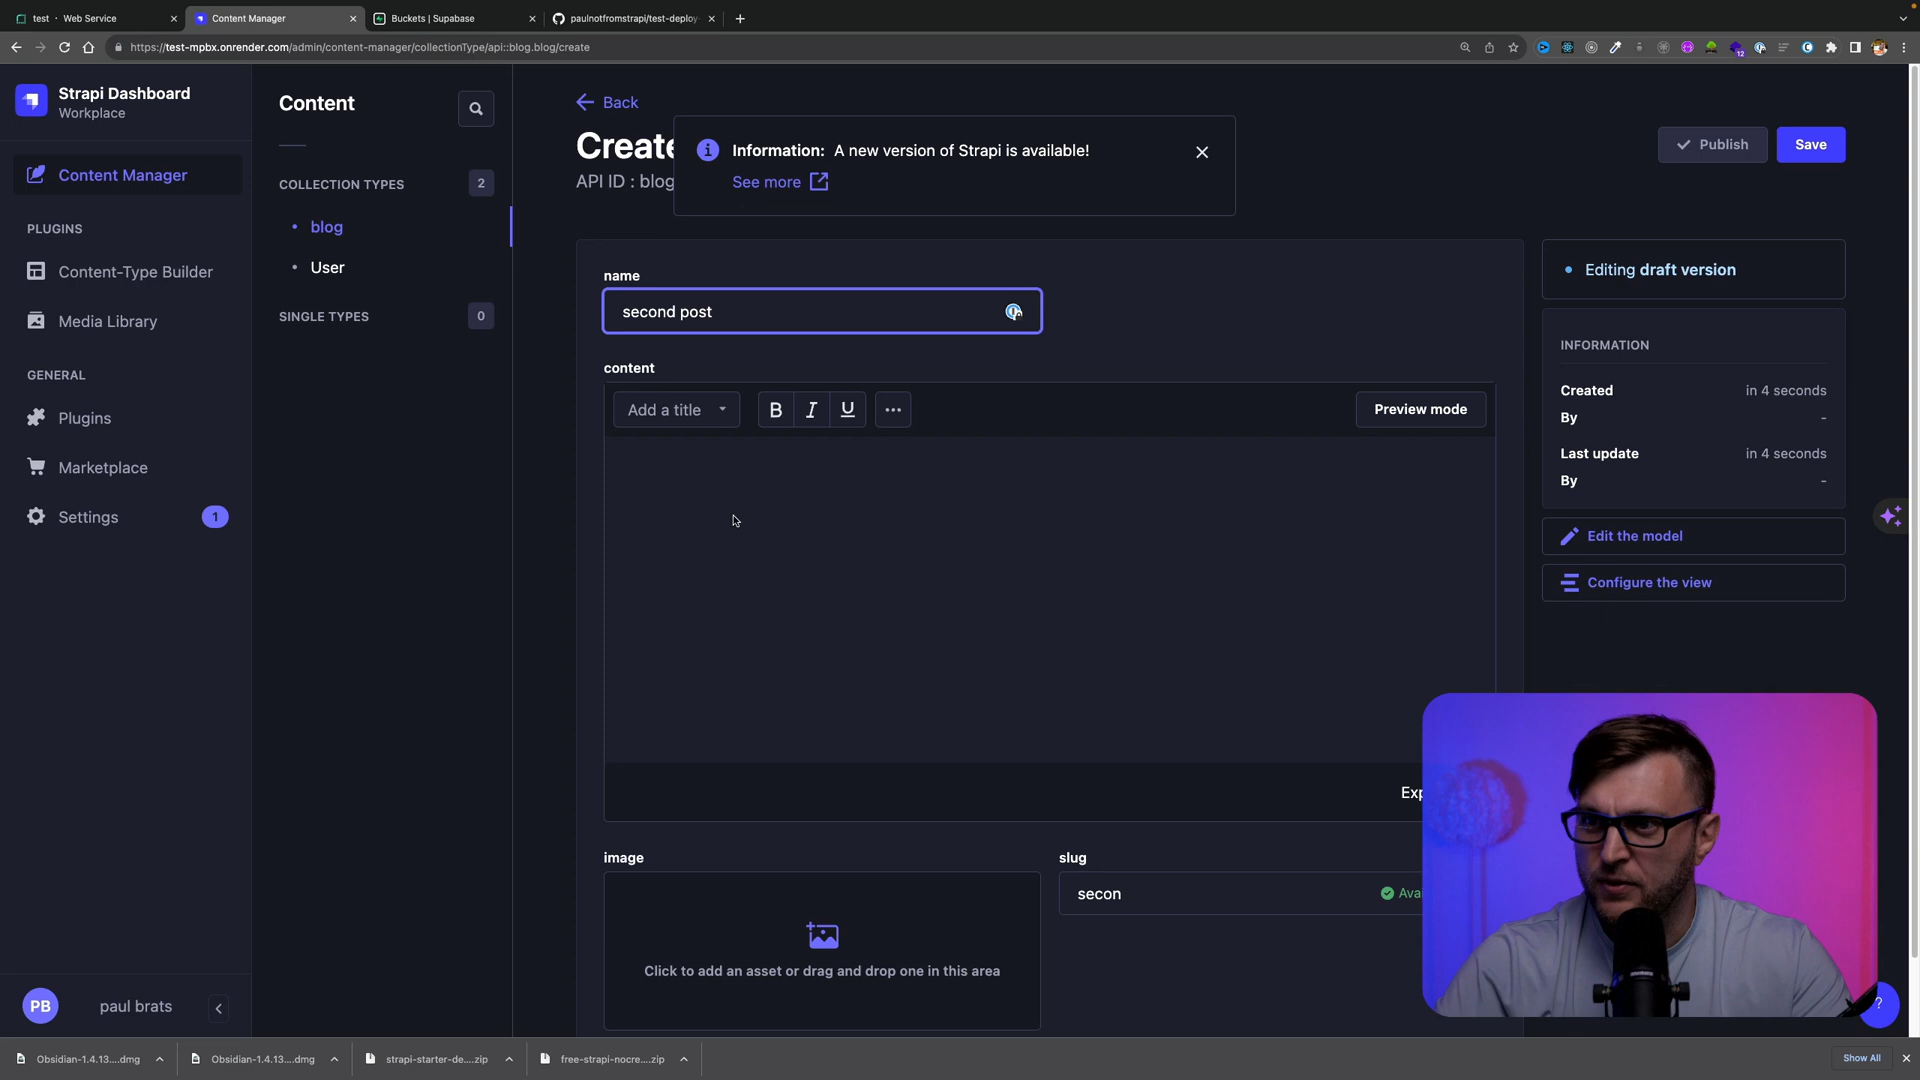 test · Web Service
Content Manager
Buckets | Supabase
paulnotfromstrapi/test-deploy-
https://test-mpbx.onrender.com/admin/content-manager/collectionType/api::blog.blog/create
12
Strapi Dashboard
Workplace
Content Manager
PLUGINS
Content-Type Builder
Media Library
GENERAL
Plugins
Marketplace
Settings
1
PB
paul brats
Content
COLLECTION TYPES
2
blog
User
SINGLE TYPES
0
Back
Create
API ID : blog
Information: A new version of Strapi is available!
See more
Publish
Save
name
second post
content
Add a title
B I U
Preview mode
Exp
image
Click to add an asset or drag and drop one in this area
slug
secon
Avai
Editing draft version
INFORMATION
Created
in 4 seconds
By
-
Last update
in 4 seconds
By
-
Edit the model
Configure the view
?
Obsidian-1.4.13....dmg
Obsidian-1.4.13....dmg
strapi-starter-de....zip
free-strapi-nocre....zip
Show All